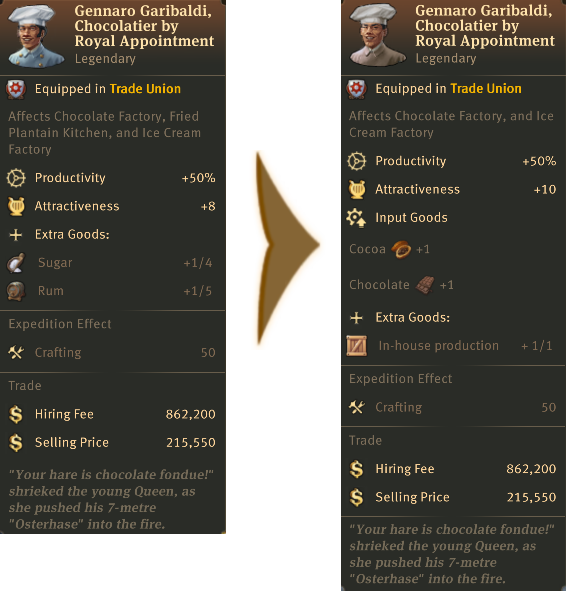 Gennaro Garibaldi,
Chocolatier by
Royal Appointment
Legendary
Equipped in Trade Union
Affects Chocolate Factory, Fried
Plantain Kitchen, and Ice Cream
Factory
Productivity +50%
Attractiveness +8
Extra Goods:
Sugar +1/4
Rum +1/5
Expedition Effect
Crafting 50
Trade
Hiring Fee 862,200
Selling Price 215,550
"Your hare is chocolate fondue!"
shrieked the young Queen, as
she pushed his 7-metre
"Osterhase" into the fire.
Gennaro Garibaldi,
Chocolatier by
Royal Appointment
Legendary
Equipped in Trade Union
Affects Chocolate Factory, and Ice
Cream Factory
Productivity +50%
Attractiveness +10
Input Goods
Cocoa +1
Chocolate +1
Extra Goods:
In-house production + 1/1
Expedition Effect
Crafting 50
Trade
Hiring Fee 862,200
Selling Price 215,550
"Your hare is chocolate fondue!"
shrieked the young Queen, as
she pushed his 7-metre
"Osterhase" into the fire.